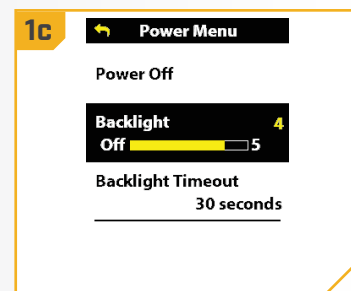 1c
Power Menu
Power Off
Backlight 4
Off 5
Backlight Timeout
30 seconds